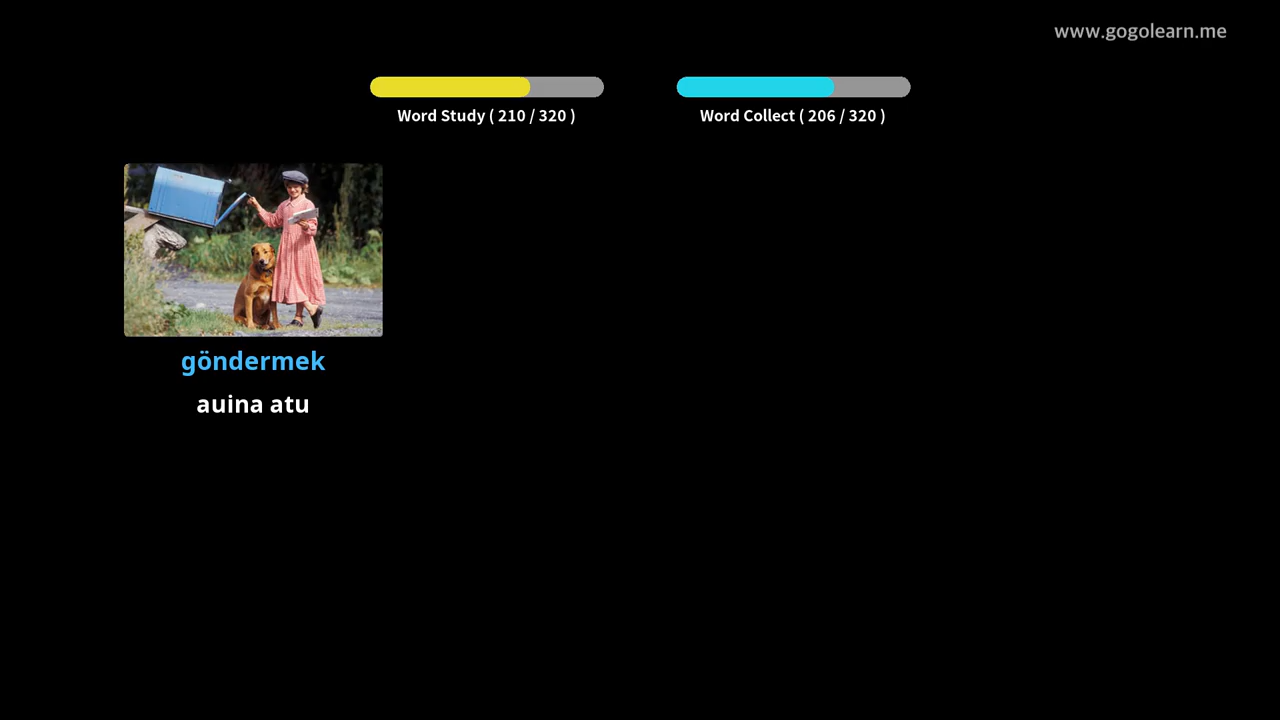 www.gogolearn.me
Word Study ( 210 / 320 )
Word Collect ( 206 / 320 )
göndermek
auina atu